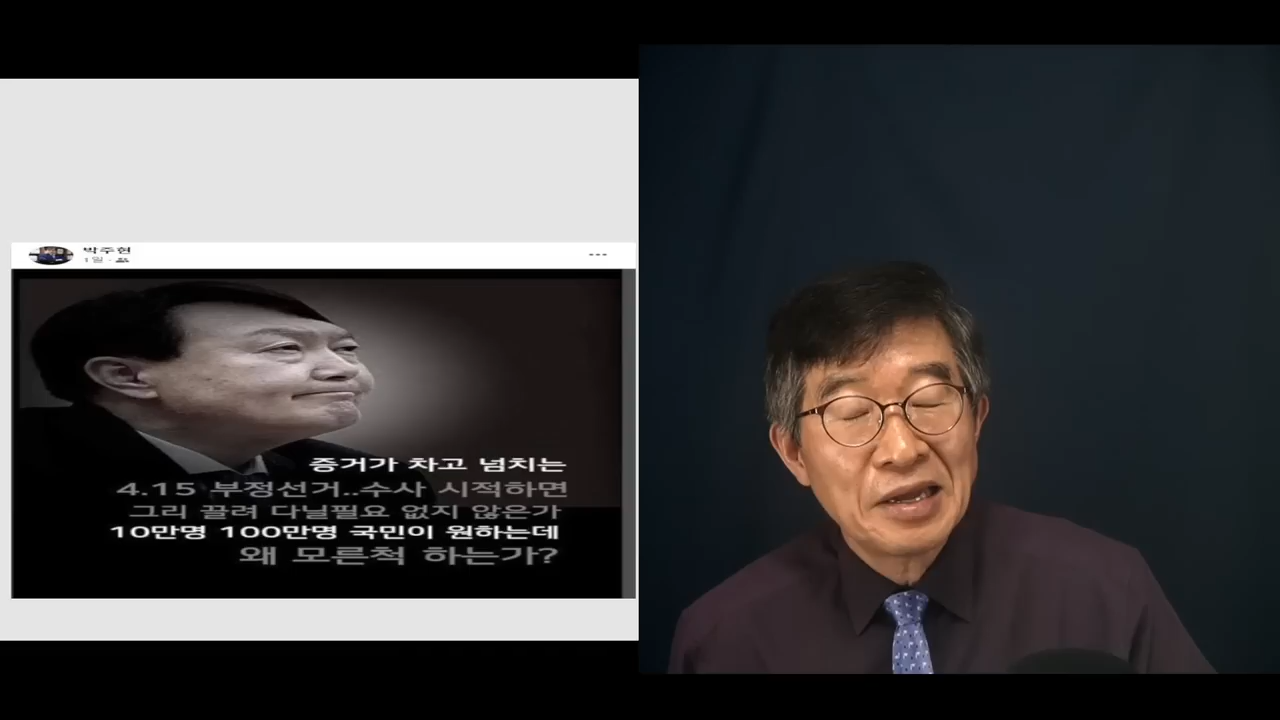 박주현
1일
증거가 차고 넘치는
4.15 부정선거..수사 시적하면
그리 끌려 다닐필요 없지 않은가
10만명 100만명 국민이 원하는데
왜 모른척 하는가?